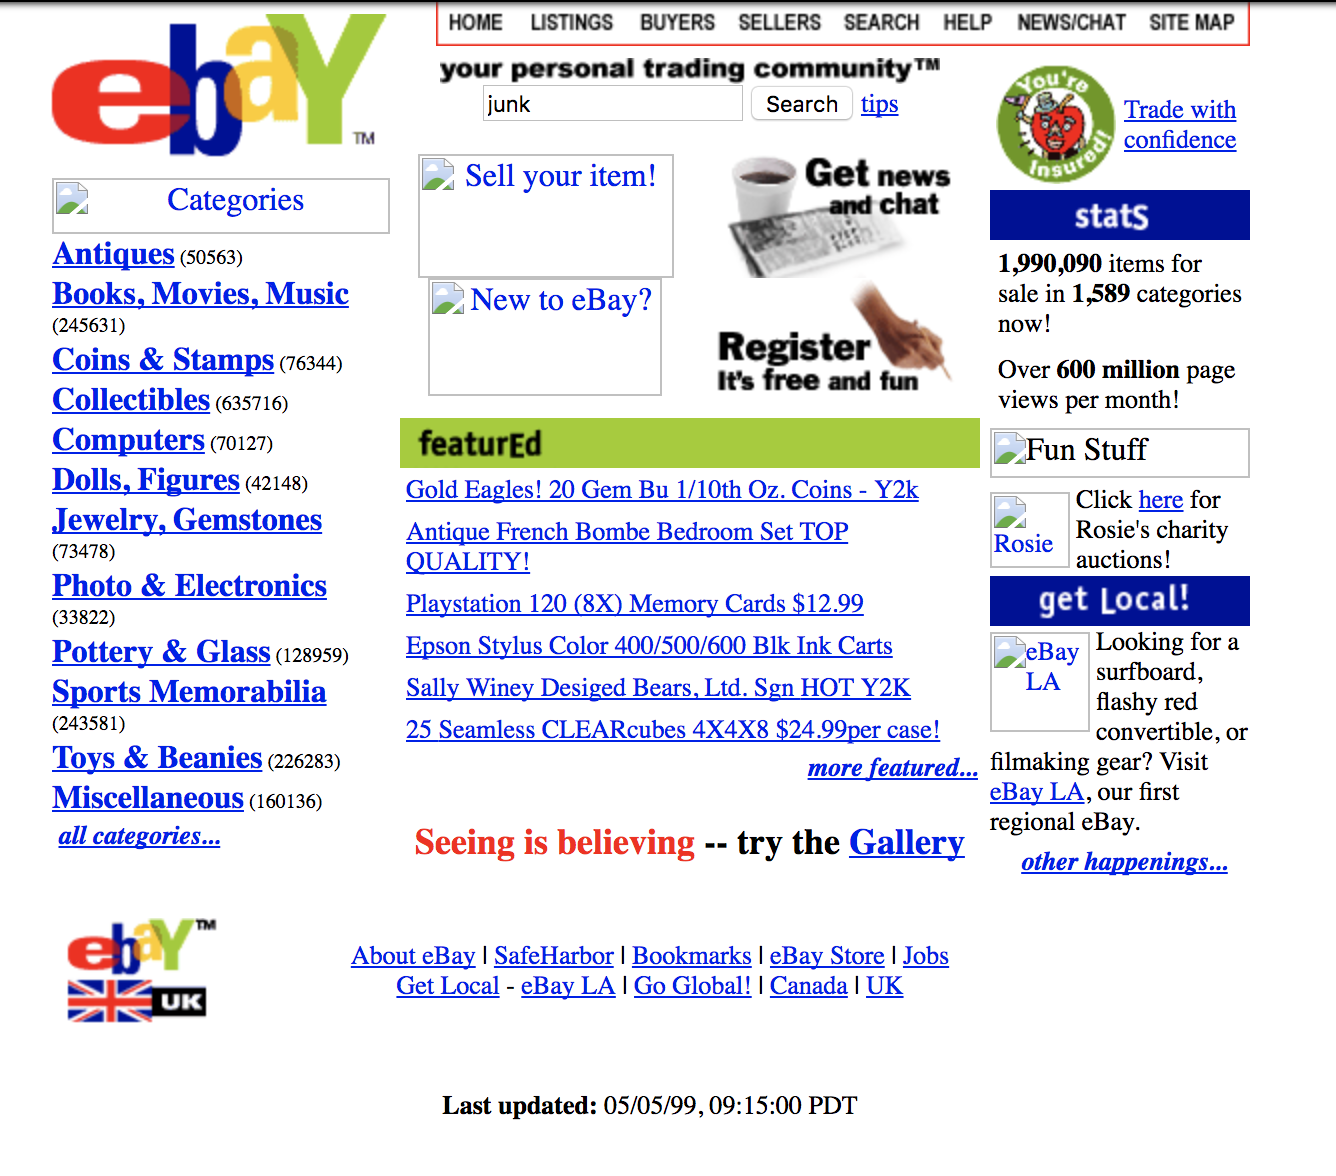 ebaY™
HOME LISTINGS BUYERS SELLERS SEARCH HELP NEWS/CHAT SITE MAP
your personal trading community™
junk Search tips
You're Insured!
Trade with
confidence
Categories
Antiques (50563)
Books, Movies, Music
(245631)
Coins & Stamps (76344)
Collectibles (635716)
Computers (70127)
Dolls, Figures (42148)
Jewelry, Gemstones
(73478)
Photo & Electronics
(33822)
Pottery & Glass (128959)
Sports Memorabilia
(243581)
Toys & Beanies (226283)
Miscellaneous (160136)
all categories...
Sell your item!
Get news
and chat
New to eBay?
Register
It's free and fun
featurEd
Gold Eagles! 20 Gem Bu 1/10th Oz. Coins - Y2k
Antique French Bombe Bedroom Set TOP
QUALITY!
Playstation 120 (8X) Memory Cards $12.99
Epson Stylus Color 400/500/600 Blk Ink Carts
Sally Winey Desiged Bears, Ltd. Sgn HOT Y2K
25 Seamless CLEARcubes 4X4X8 $24.99per case!
more featured...
Seeing is believing -- try the Gallery
statS
1,990,090 items for
sale in 1,589 categories
now!
Over 600 million page
views per month!
Fun Stuff
Rosie
Click here for
Rosie's charity
auctions!
get Local!
eBay
LA
Looking for a
surfboard,
flashy red
convertible, or
filmaking gear? Visit
eBay LA, our first
regional eBay.
other happenings...
ebaY™
UK
About eBay | SafeHarbor | Bookmarks | eBay Store | Jobs
Get Local - eBay LA | Go Global! | Canada | UK
Last updated: 05/05/99, 09:15:00 PDT